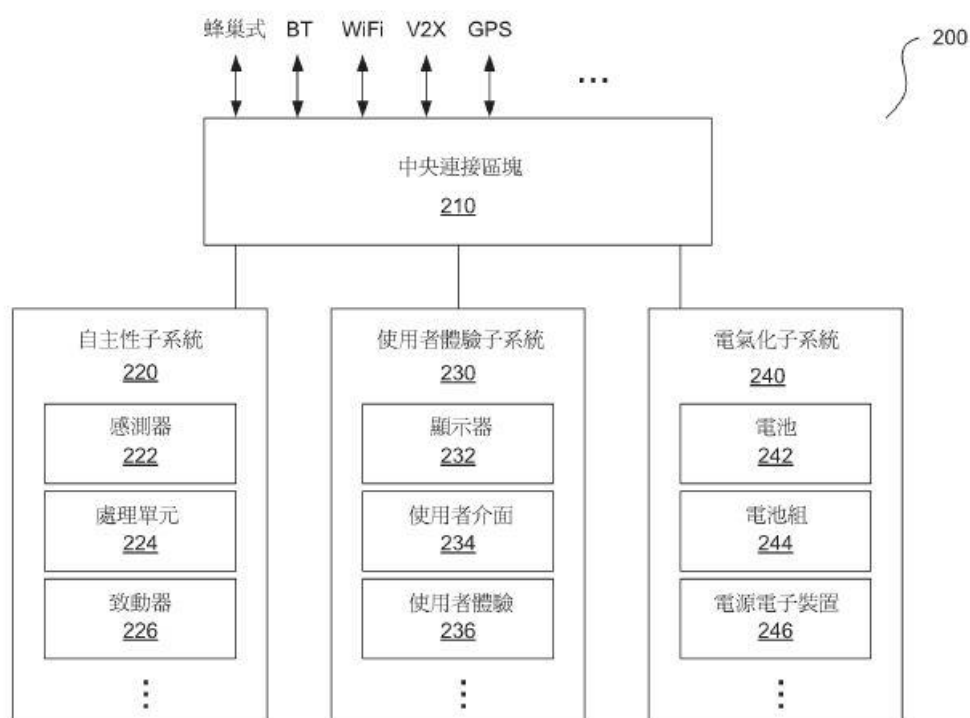 蜂巢式 BT WiFi V2X GPS
200
...
中央連接區塊
210
自主性子系統
220
感測器
222
處理單元
224
致動器
226
使用者體驗子系統
230
顯示器
232
使用者介面
234
使用者體驗
236
電氣化子系統
240
電池
242
電池組
244
電源電子裝置
246